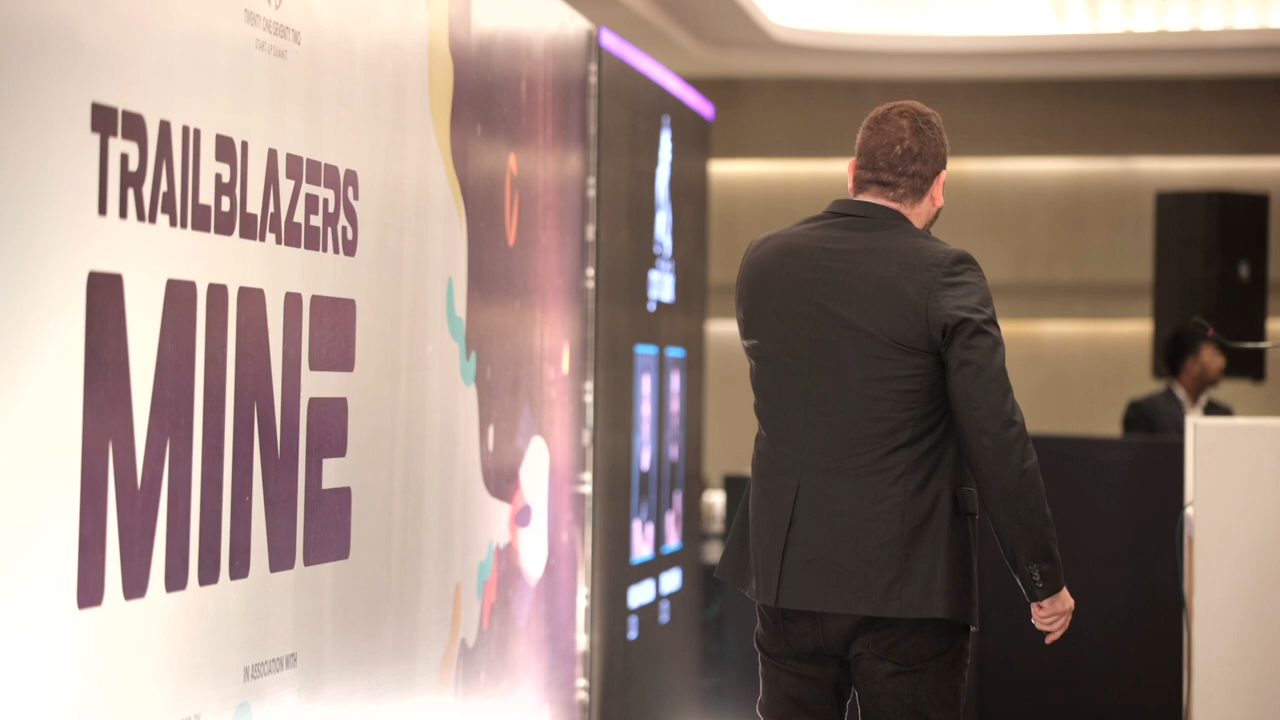 TWENTY ONE SEVENTY TWO
START-UP SUMMIT
TRAILBLAZERS
MINE
IN ASSOCIATION WITH